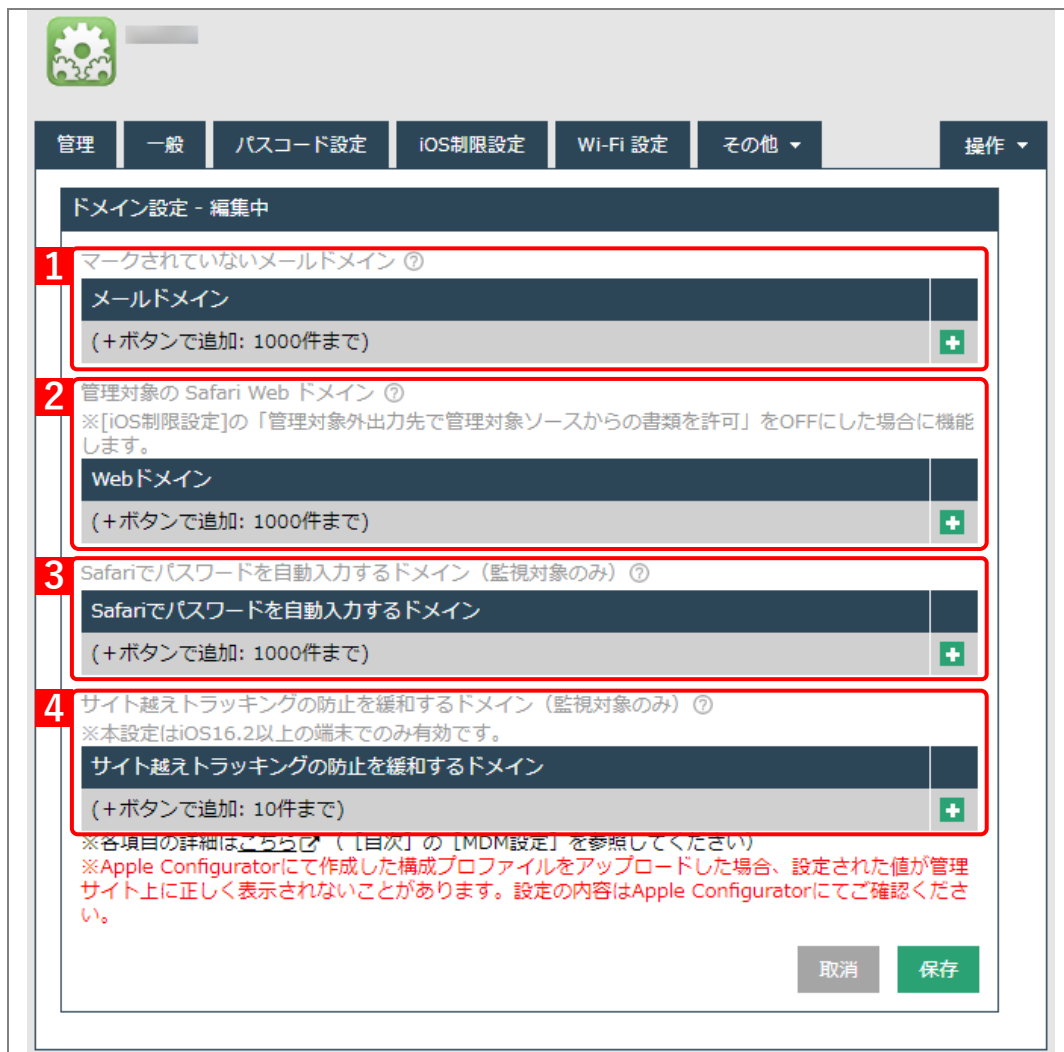 管理 一般 パスコード設定 iOS制限設定 Wi-Fi 設定 その他 操作
ドメイン設定 - 編集中
1
マークされていないメールドメイン
メールドメイン
(+ボタンで追加: 1000件まで)
2
管理対象の Safari Web ドメイン
※[iOS制限設定]の「管理対象外出力先で管理対象ソースからの書類を許可」をOFFにした場合に機能
します。
Webドメイン
(+ボタンで追加: 1000件まで)
3
Safariでパスワードを自動入力するドメイン（監視対象のみ）
Safariでパスワードを自動入力するドメイン
(+ボタンで追加: 1000件まで)
4
サイト越えトラッキングの防止を緩和するドメイン（監視対象のみ）
※本設定はiOS16.2以上の端末でのみ有効です。
サイト越えトラッキングの防止を緩和するドメイン
(+ボタンで追加: 10件まで)
※各項目の詳細はこちら（［目次］の［MDM設定］を参照してください）
※Apple Configuratorにて作成した構成プロファイルをアップロードした場合、設定された値が管理
サイト上に正しく表示されないことがあります。設定の内容はApple Configuratorにてご確認くださ
い。
取消 保存